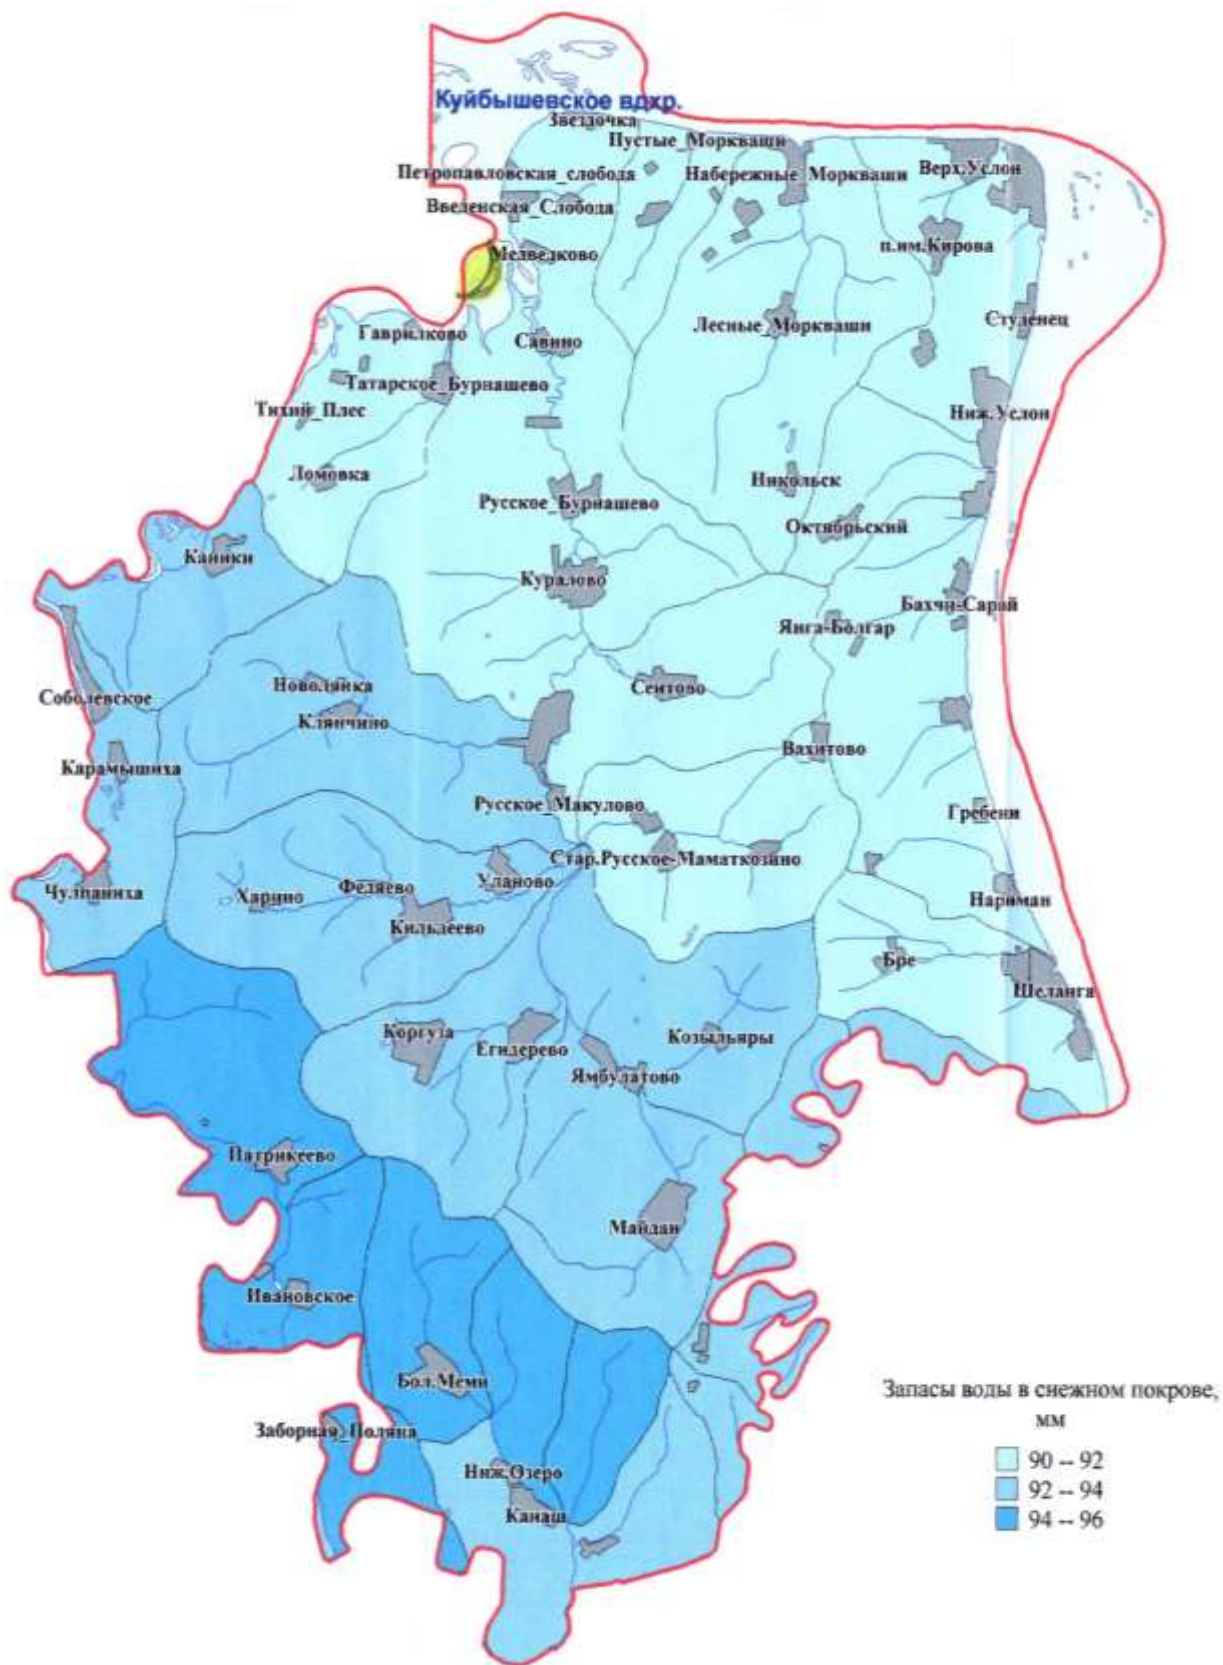 Куйбышевское вдхр.
Звездочка
Пустые_Моркваши
Петропавловская_слобода
Набережные_Моркваши
Верх.Услон
Введенская_Слобода
п.им.Кирова
Медведково
Гаврилково
Савино
Лесные_Моркваши
Студенец
Татарское_Бурнашево
Тихий_Плес
Ниж.Услон
Ломовка
Русское_Бурнашево
Никольск
Октябрьский
Каинки
Куралово
Бахчи-Сарай
Янга-Болгар
Соболевское
Новодянка
Сеитово
Клянчино
Вахитово
Карамышиха
Русское_Макулово
Гребени
Стар.Русское-Маматкозино
Чулпаниха
Харино
Федяево
Уланово
Нариман
Кильдеево
Бре
Шеланга
Коргуза
Егидерево
Козыльяры
Ямбулатово
Патрикеево
Майдан
Ивановское
Бол.Меми
Заборная_Поляна
Ниж.Озеро
Канаш
Запасы воды в снежном покрове,
мм
90 -- 92
92 -- 94
94 -- 96